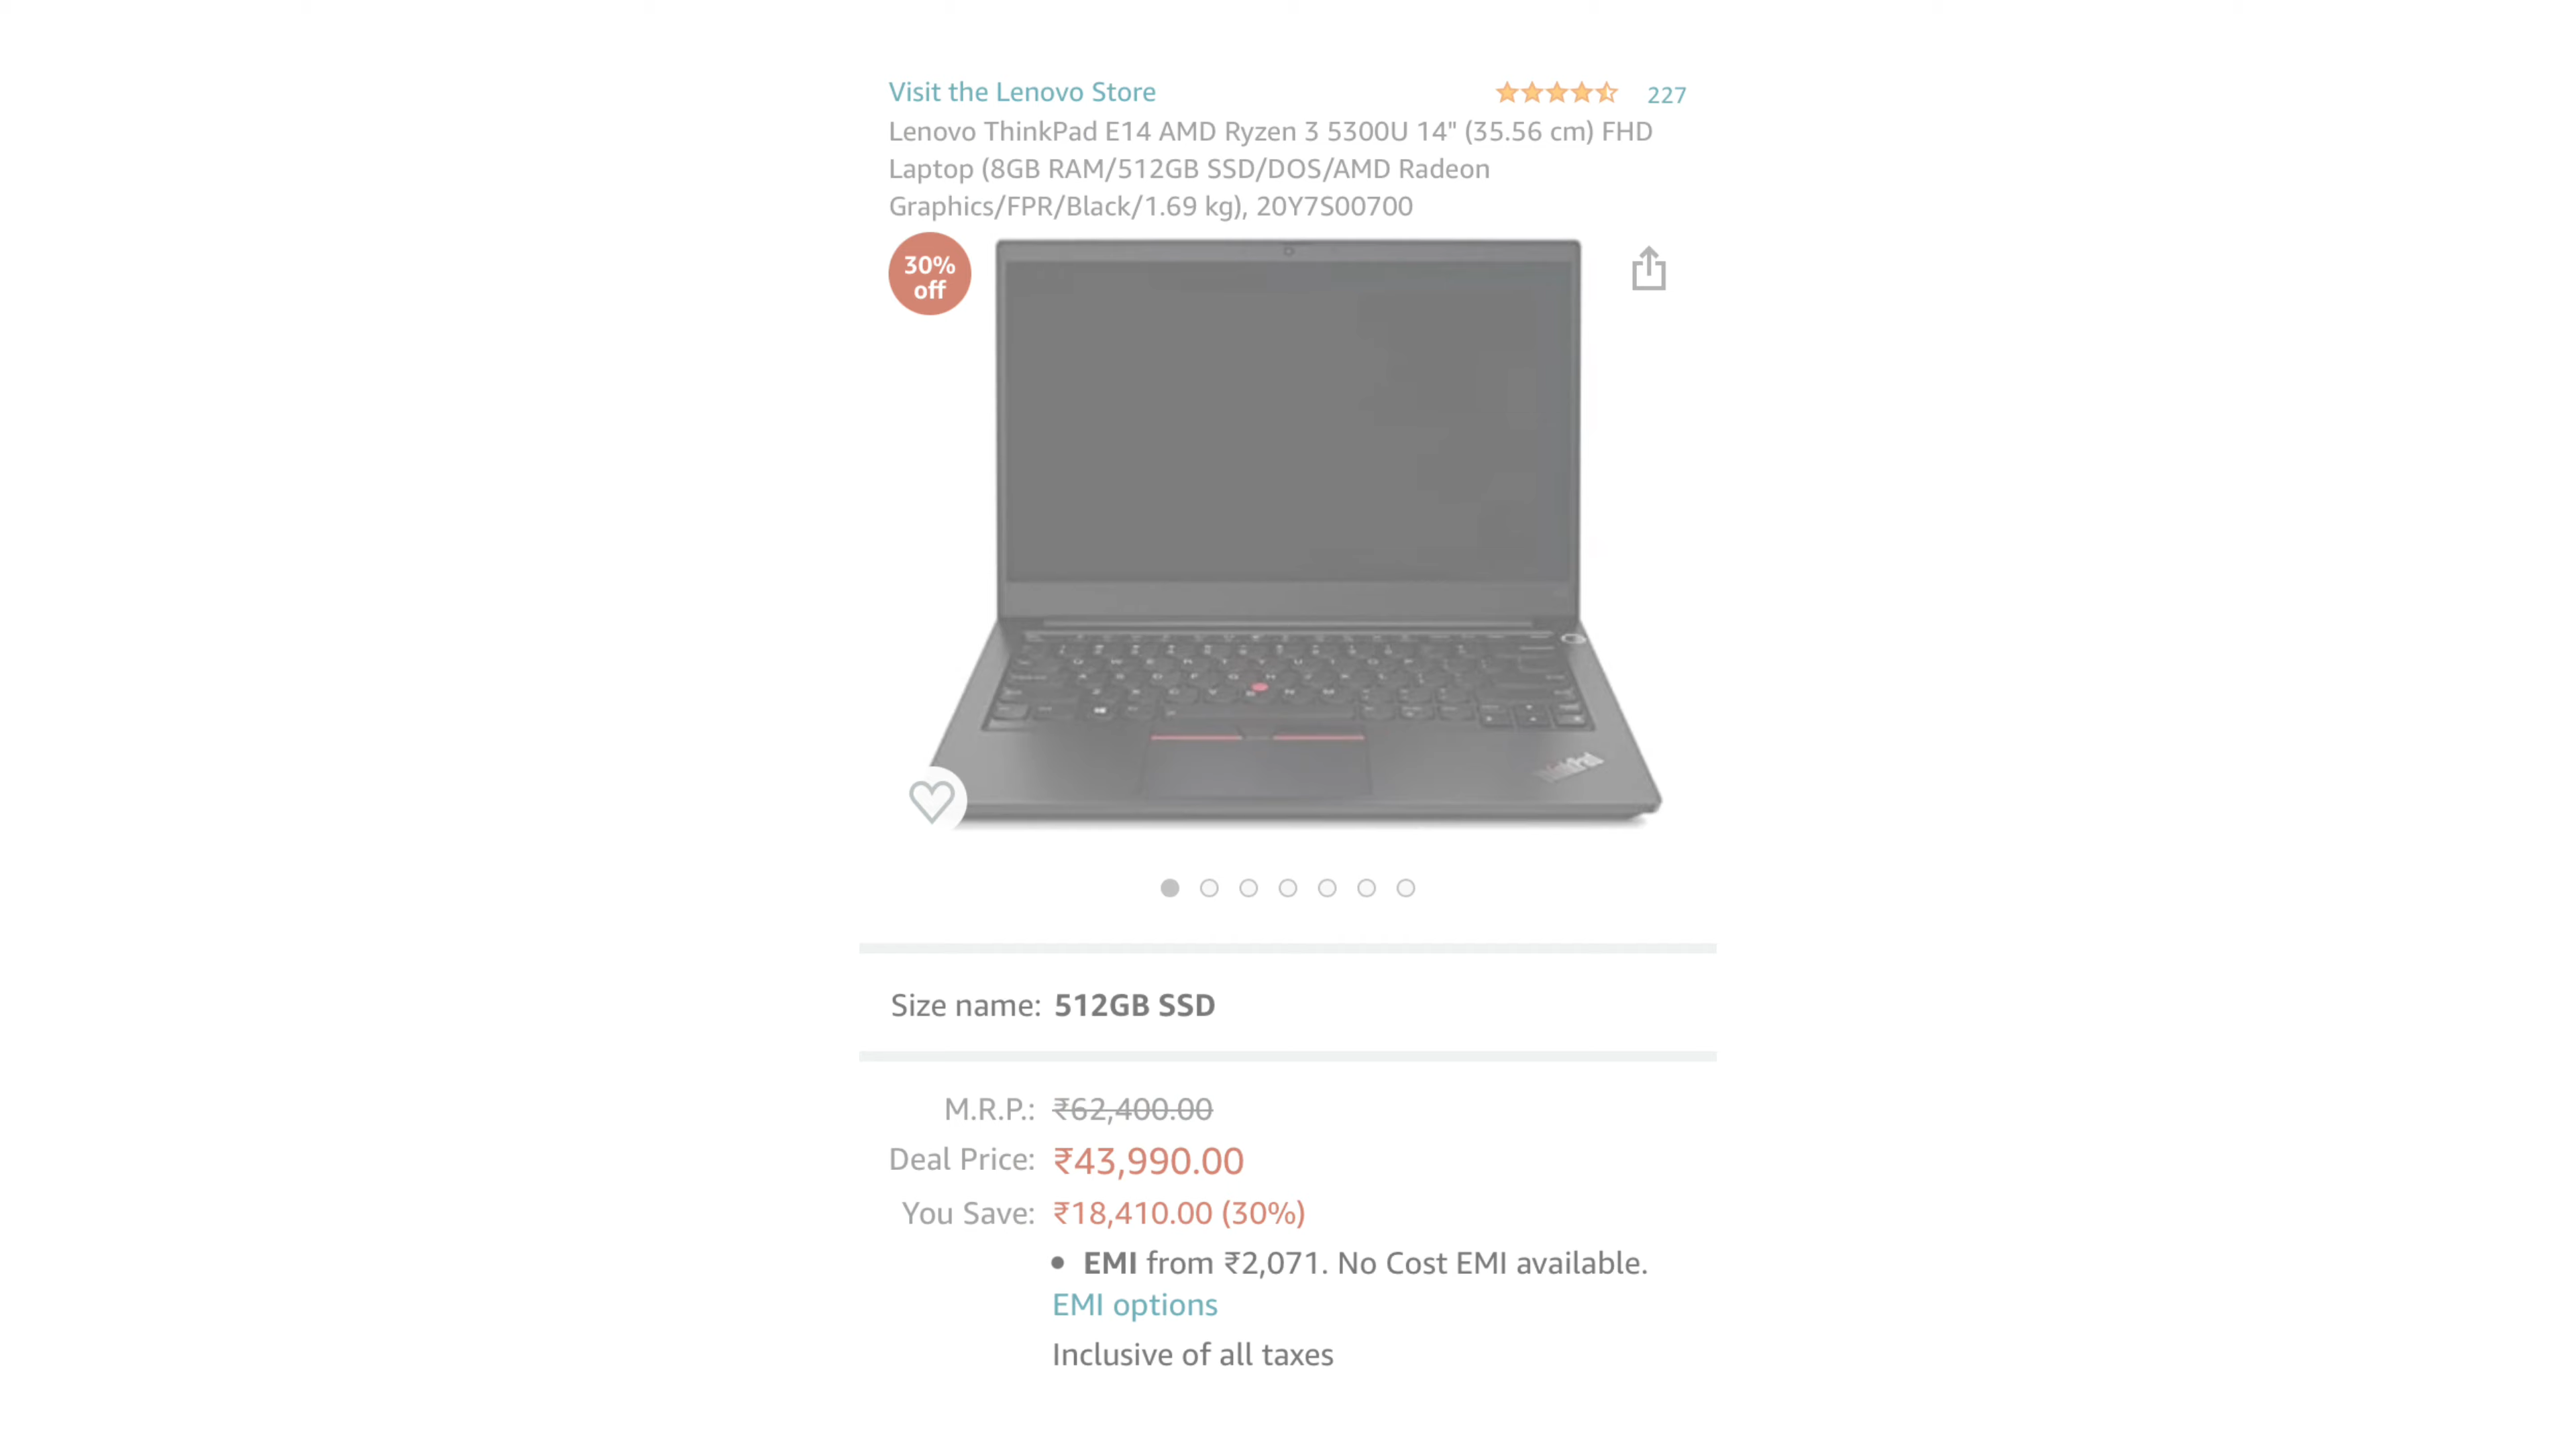 Visit the Lenovo Store 227
Lenovo ThinkPad E14 AMD Ryzen 3 5300U 14" (35.56 cm) FHD
Laptop (8GB RAM/512GB SSD/DOS/AMD Radeon
Graphics/FPR/Black/1.69 kg), 20Y7S00700
30%
off
ThinkPad
Size name: 512GB SSD
M.R.P.: ₹62,400.00
Deal Price: ₹43,990.00
You Save: ₹18,410.00 (30%)
• EMI from ₹2,071. No Cost EMI available.
EMI options
Inclusive of all taxes